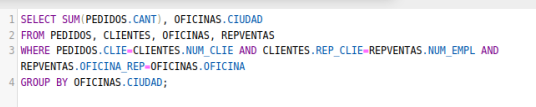 1 SELECT SUM(PEDIDOS.CANT), OFICINAS.CIUDAD
2 FROM PEDIDOS, CLIENTES, OFICINAS, REPVENTAS
3 WHERE PEDIDOS.CLIE=CLIENTES.NUM_CLIE AND CLIENTES.REP_CLIE=REPVENTAS.NUM_EMPL AND
REPVENTAS.OFICINA_REP=OFICINAS.OFICINA
4 GROUP BY OFICINAS.CIUDAD;